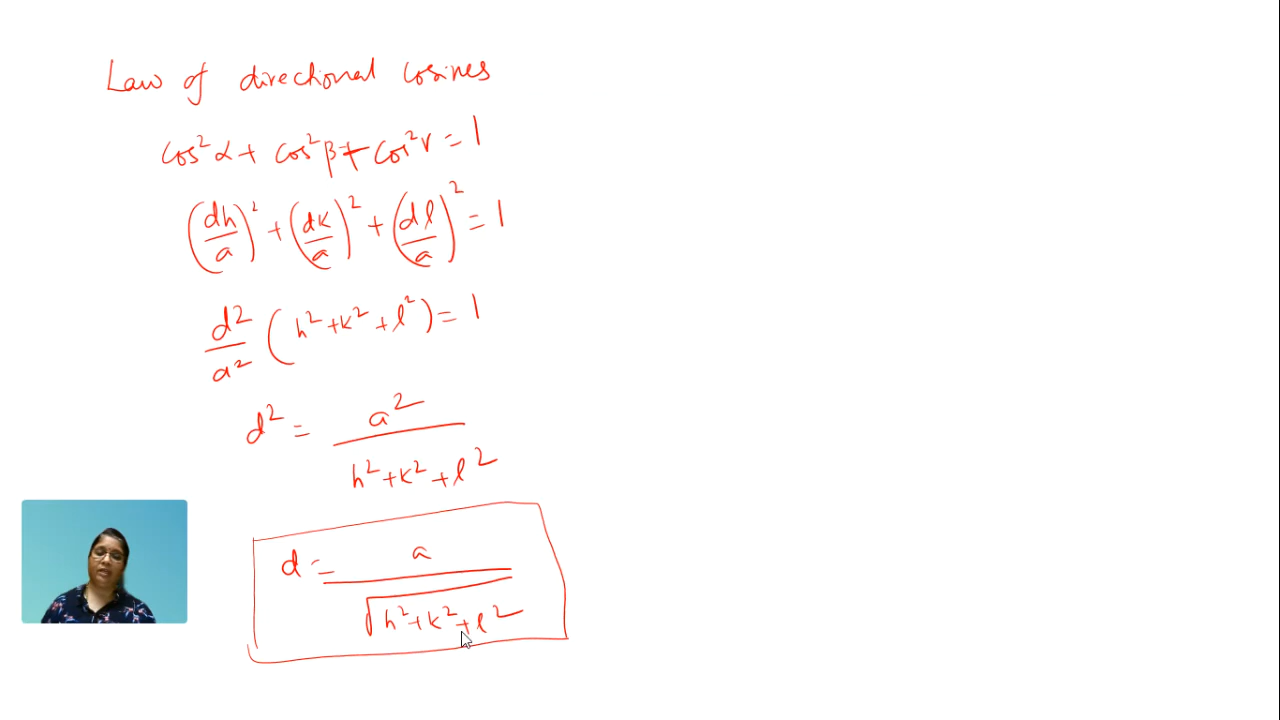 Law of directional cosines
cos²α + cos²β + cos²γ = 1
(dh/a)² + (dk/a)² + (dl/a)² = 1
d²/a² (h² + k² + l²) = 1
d² = a² / h² + k² + l²
d = a / √h² + k² + l²